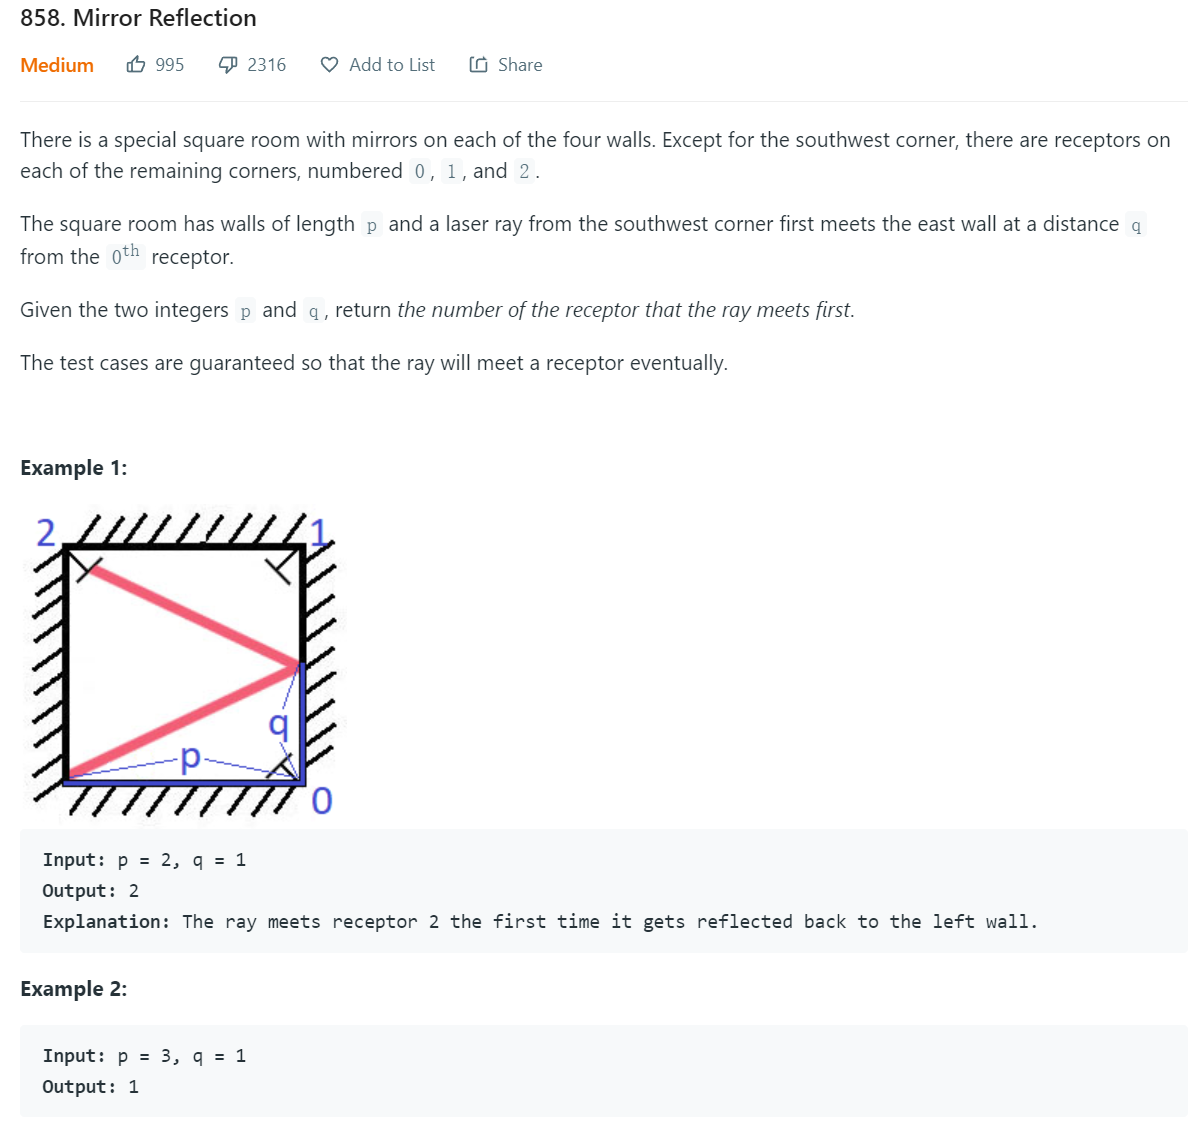 858. Mirror Reflection
Medium 995 2316 Add to List Share
There is a special square room with mirrors on each of the four walls. Except for the southwest corner, there are receptors on
each of the remaining corners, numbered 0, 1, and 2.
The square room has walls of length p and a laser ray from the southwest corner first meets the east wall at a distance q
from the 0th receptor.
Given the two integers p and q, return the number of the receptor that the ray meets first.
The test cases are guaranteed so that the ray will meet a receptor eventually.
Example 1:
2 1
q
p
0
Input: p = 2, q = 1
Output: 2
Explanation: The ray meets receptor 2 the first time it gets reflected back to the left wall.
Example 2:
Input: p = 3, q = 1
Output: 1